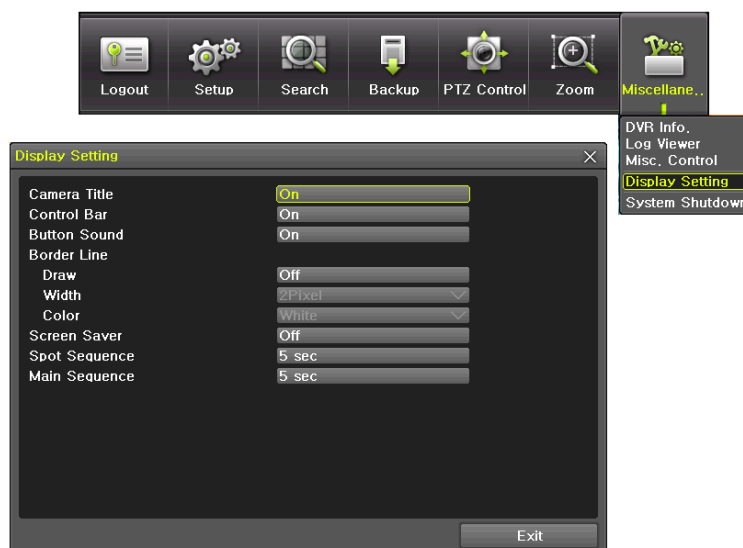 Logout Setup Search Backup PTZ Control Zoom Miscellane..
DVR Info.
Log Viewer
Misc. Control
Display Setting
System Shutdown
Display Setting
Camera Title On
Control Bar On
Button Sound On
Border Line
Draw Off
Width 2Pixel
Color White
Screen Saver Off
Spot Sequence 5 sec
Main Sequence 5 sec
Exit